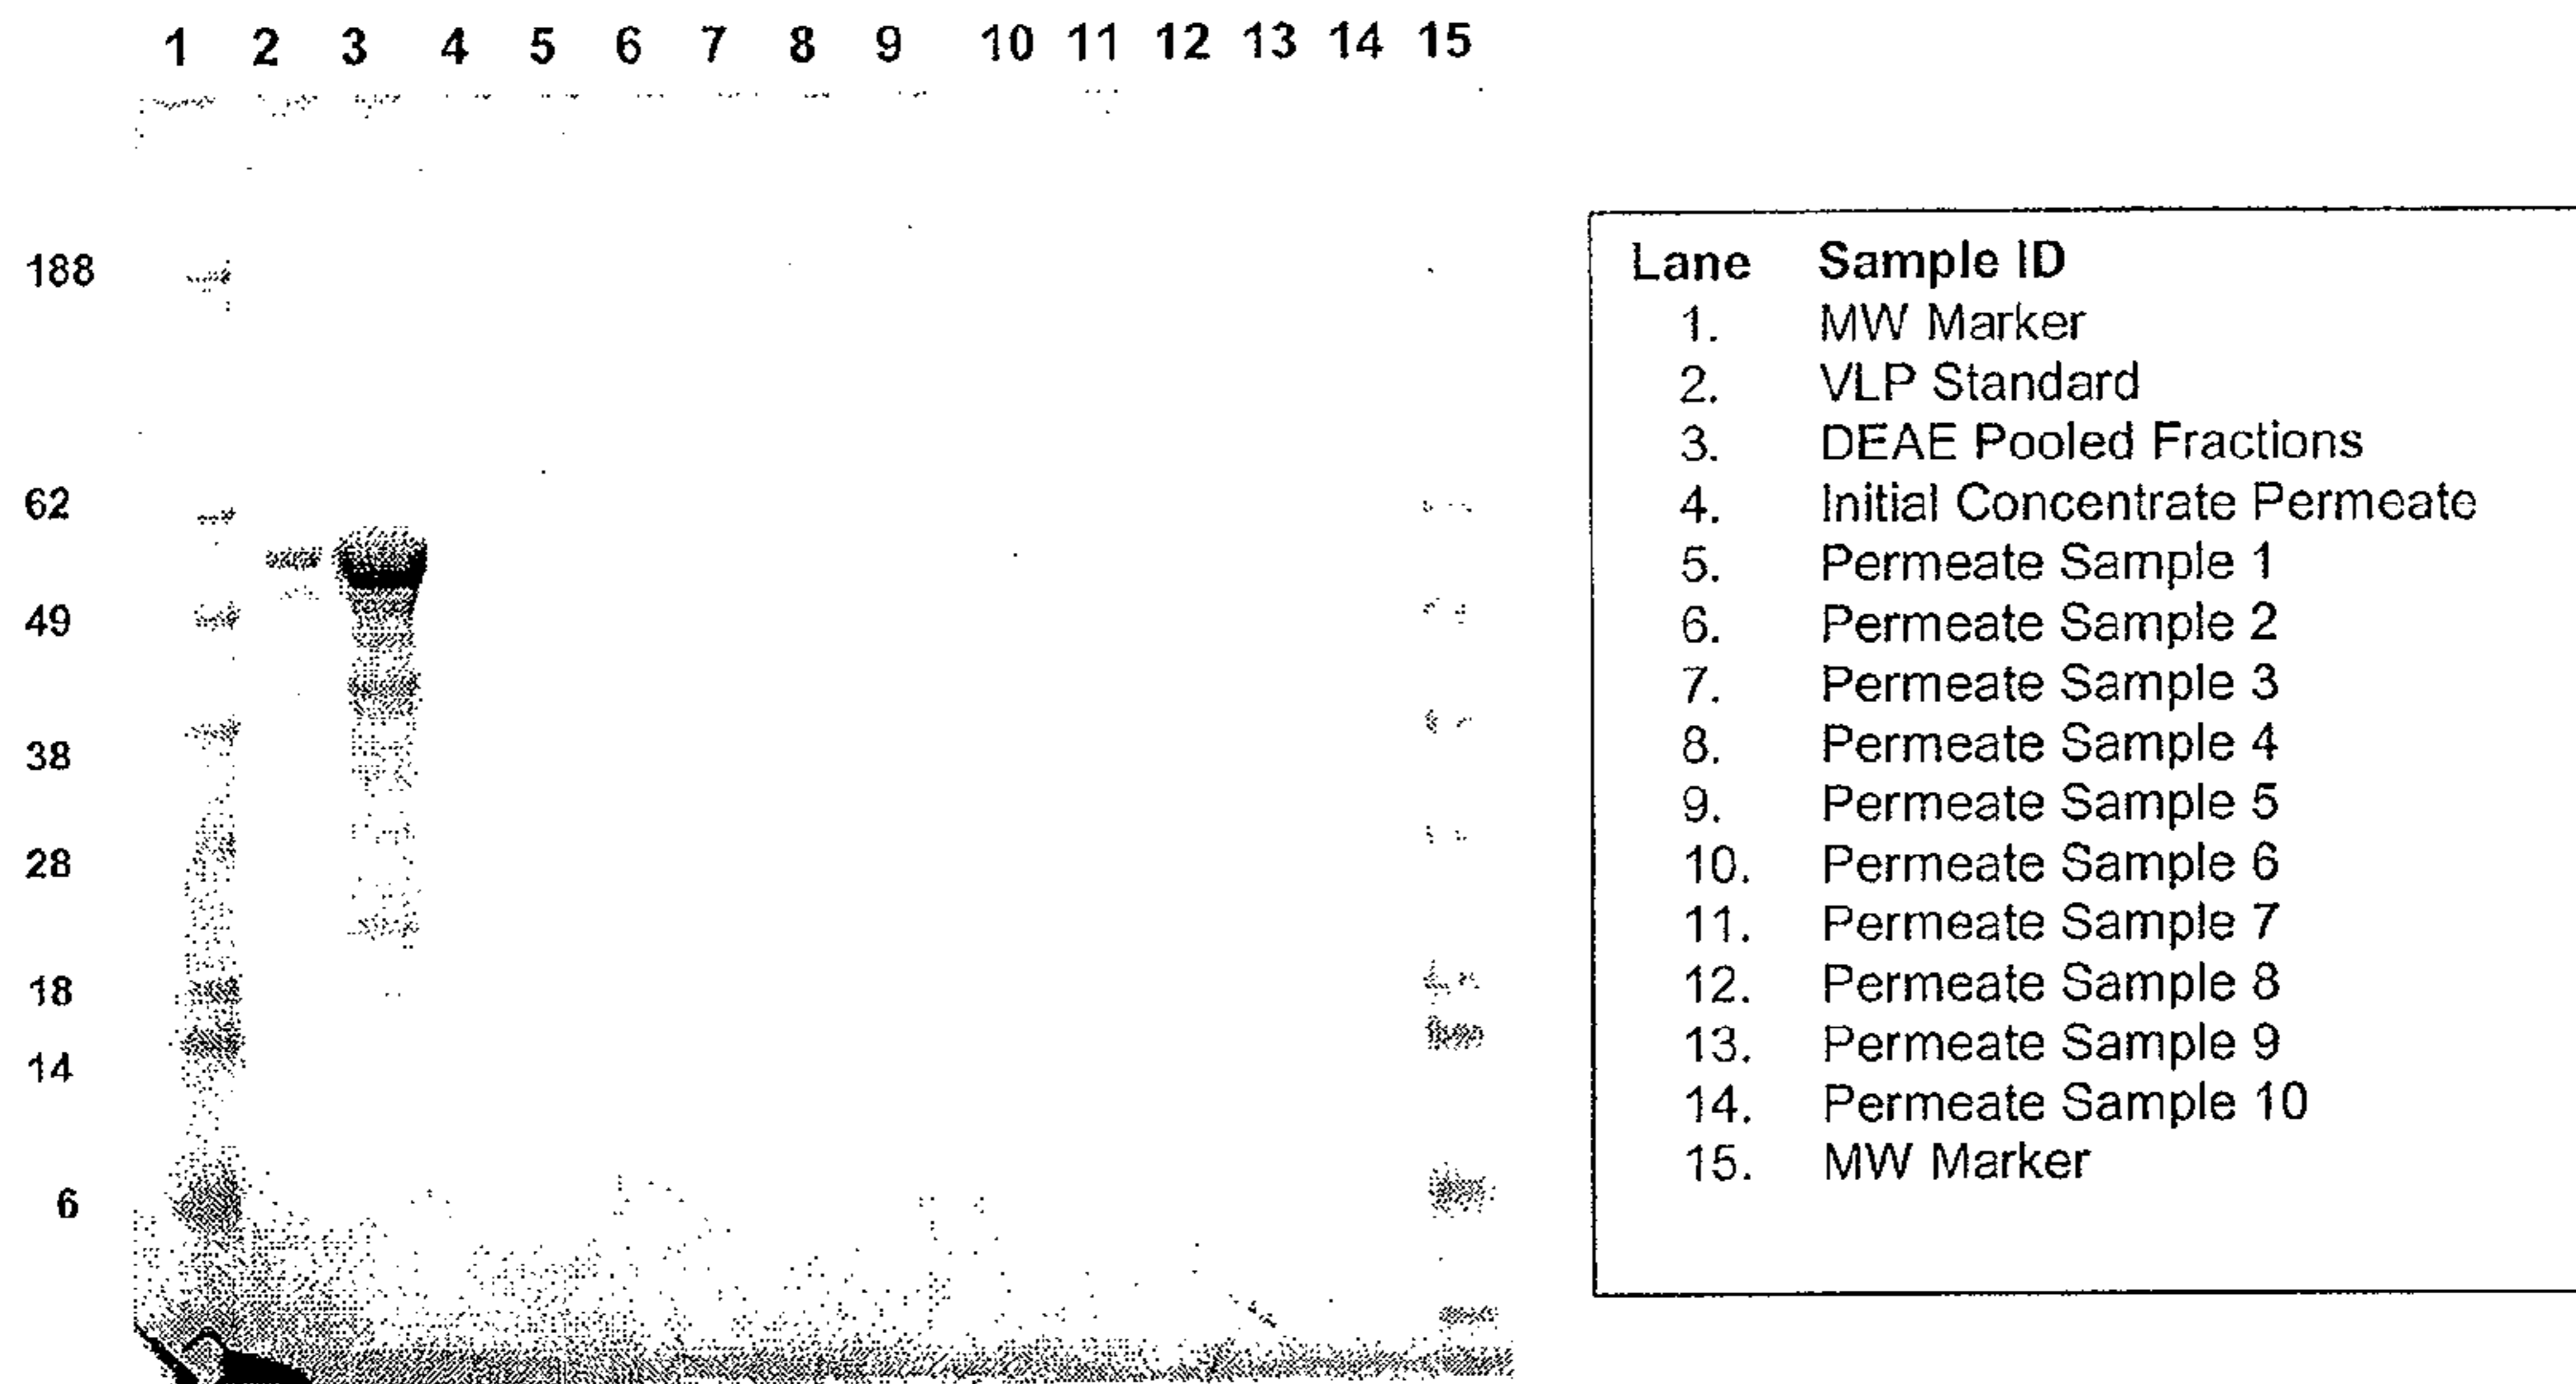 1 2 3 4 5 6 7 8 9 10 11 12 13 14 15
188
62
49
38
28
18
14
6
Lane Sample ID
1. MW Marker
2. VLP Standard
3. DEAE Pooled Fractions
4. Initial Concentrate Permeate
5. Permeate Sample 1
6. Permeate Sample 2
7. Permeate Sample 3
8. Permeate Sample 4
9. Permeate Sample 5
10. Permeate Sample 6
11. Permeate Sample 7
12. Permeate Sample 8
13. Permeate Sample 9
14. Permeate Sample 10
15. MW Marker